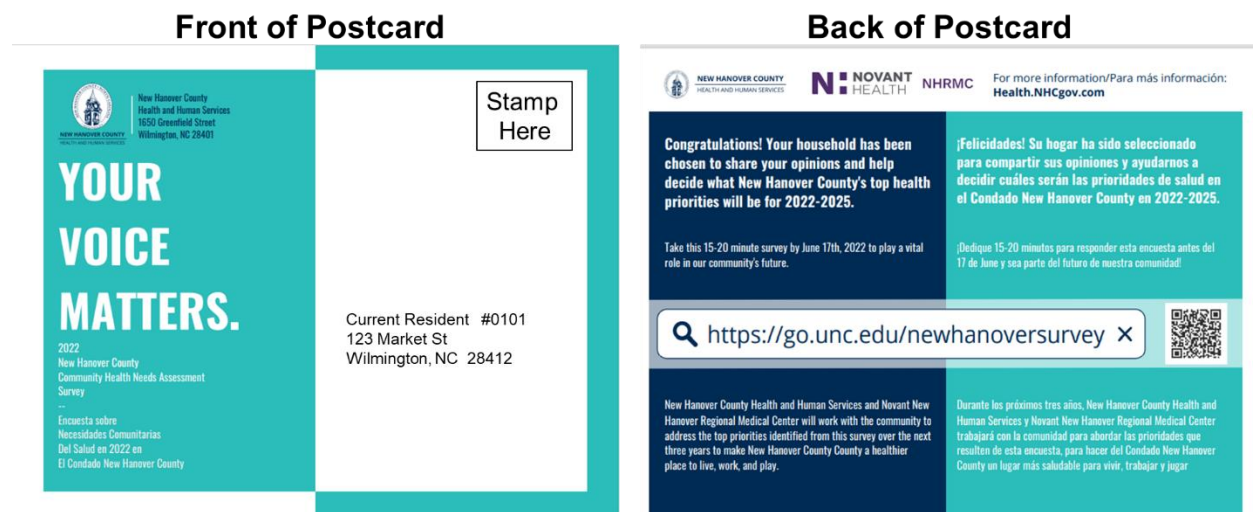 Front of Postcard
NEW HANOVER COUNTY
HEALTH AND HUMAN SERVICES
New Hanover County
Health and Human Services
1650 Greenfield Street
Wilmington, NC 28401
YOUR
VOICE
MATTERS.
2022
New Hanover County
Community Health Needs Assessment
Survey
--
Encuesta sobre
Necesidades Comunitarias
Del Salud en 2022 en
El Condado New Hanover County
Stamp
Here
Current Resident #0101
123 Market St
Wilmington, NC 28412
Back of Postcard
NEW HANOVER COUNTY
HEALTH AND HUMAN SERVICES
NOVANT
HEALTH
NHRMC
For more information/Para más información:
Health.NHCgov.com
Congratulations! Your household has been
chosen to share your opinions and help
decide what New Hanover County's top health
priorities will be for 2022-2025.
Take this 15-20 minute survey by June 17th, 2022 to play a vital
role in our community's future.
¡Felicidades! Su hogar ha sido seleccionado
para compartir sus opiniones y ayudarnos a
decidir cuáles serán las prioridades de salud en
el Condado New Hanover County en 2022-2025.
¡Dedique 15-20 minutos para responder esta encuesta antes del
17 de June y sea parte del futuro de nuestra comunidad!
https://go.unc.edu/newhanoversurvey ×
New Hanover County Health and Human Services and Novant New
Hanover Regional Medical Center will work with the community to
address the top priorities identified from this survey over the next
three years to make New Hanover County County a healthier
place to live, work, and play.
Durante los próximos tres años, New Hanover County Health and
Human Services y Novant New Hanover Regional Medical Center
trabajará con la comunidad para abordar las prioridades que
resulten de esta encuesta, para hacer del Condado New Hanover
County un lugar más saludable para vivir, trabajar y jugar